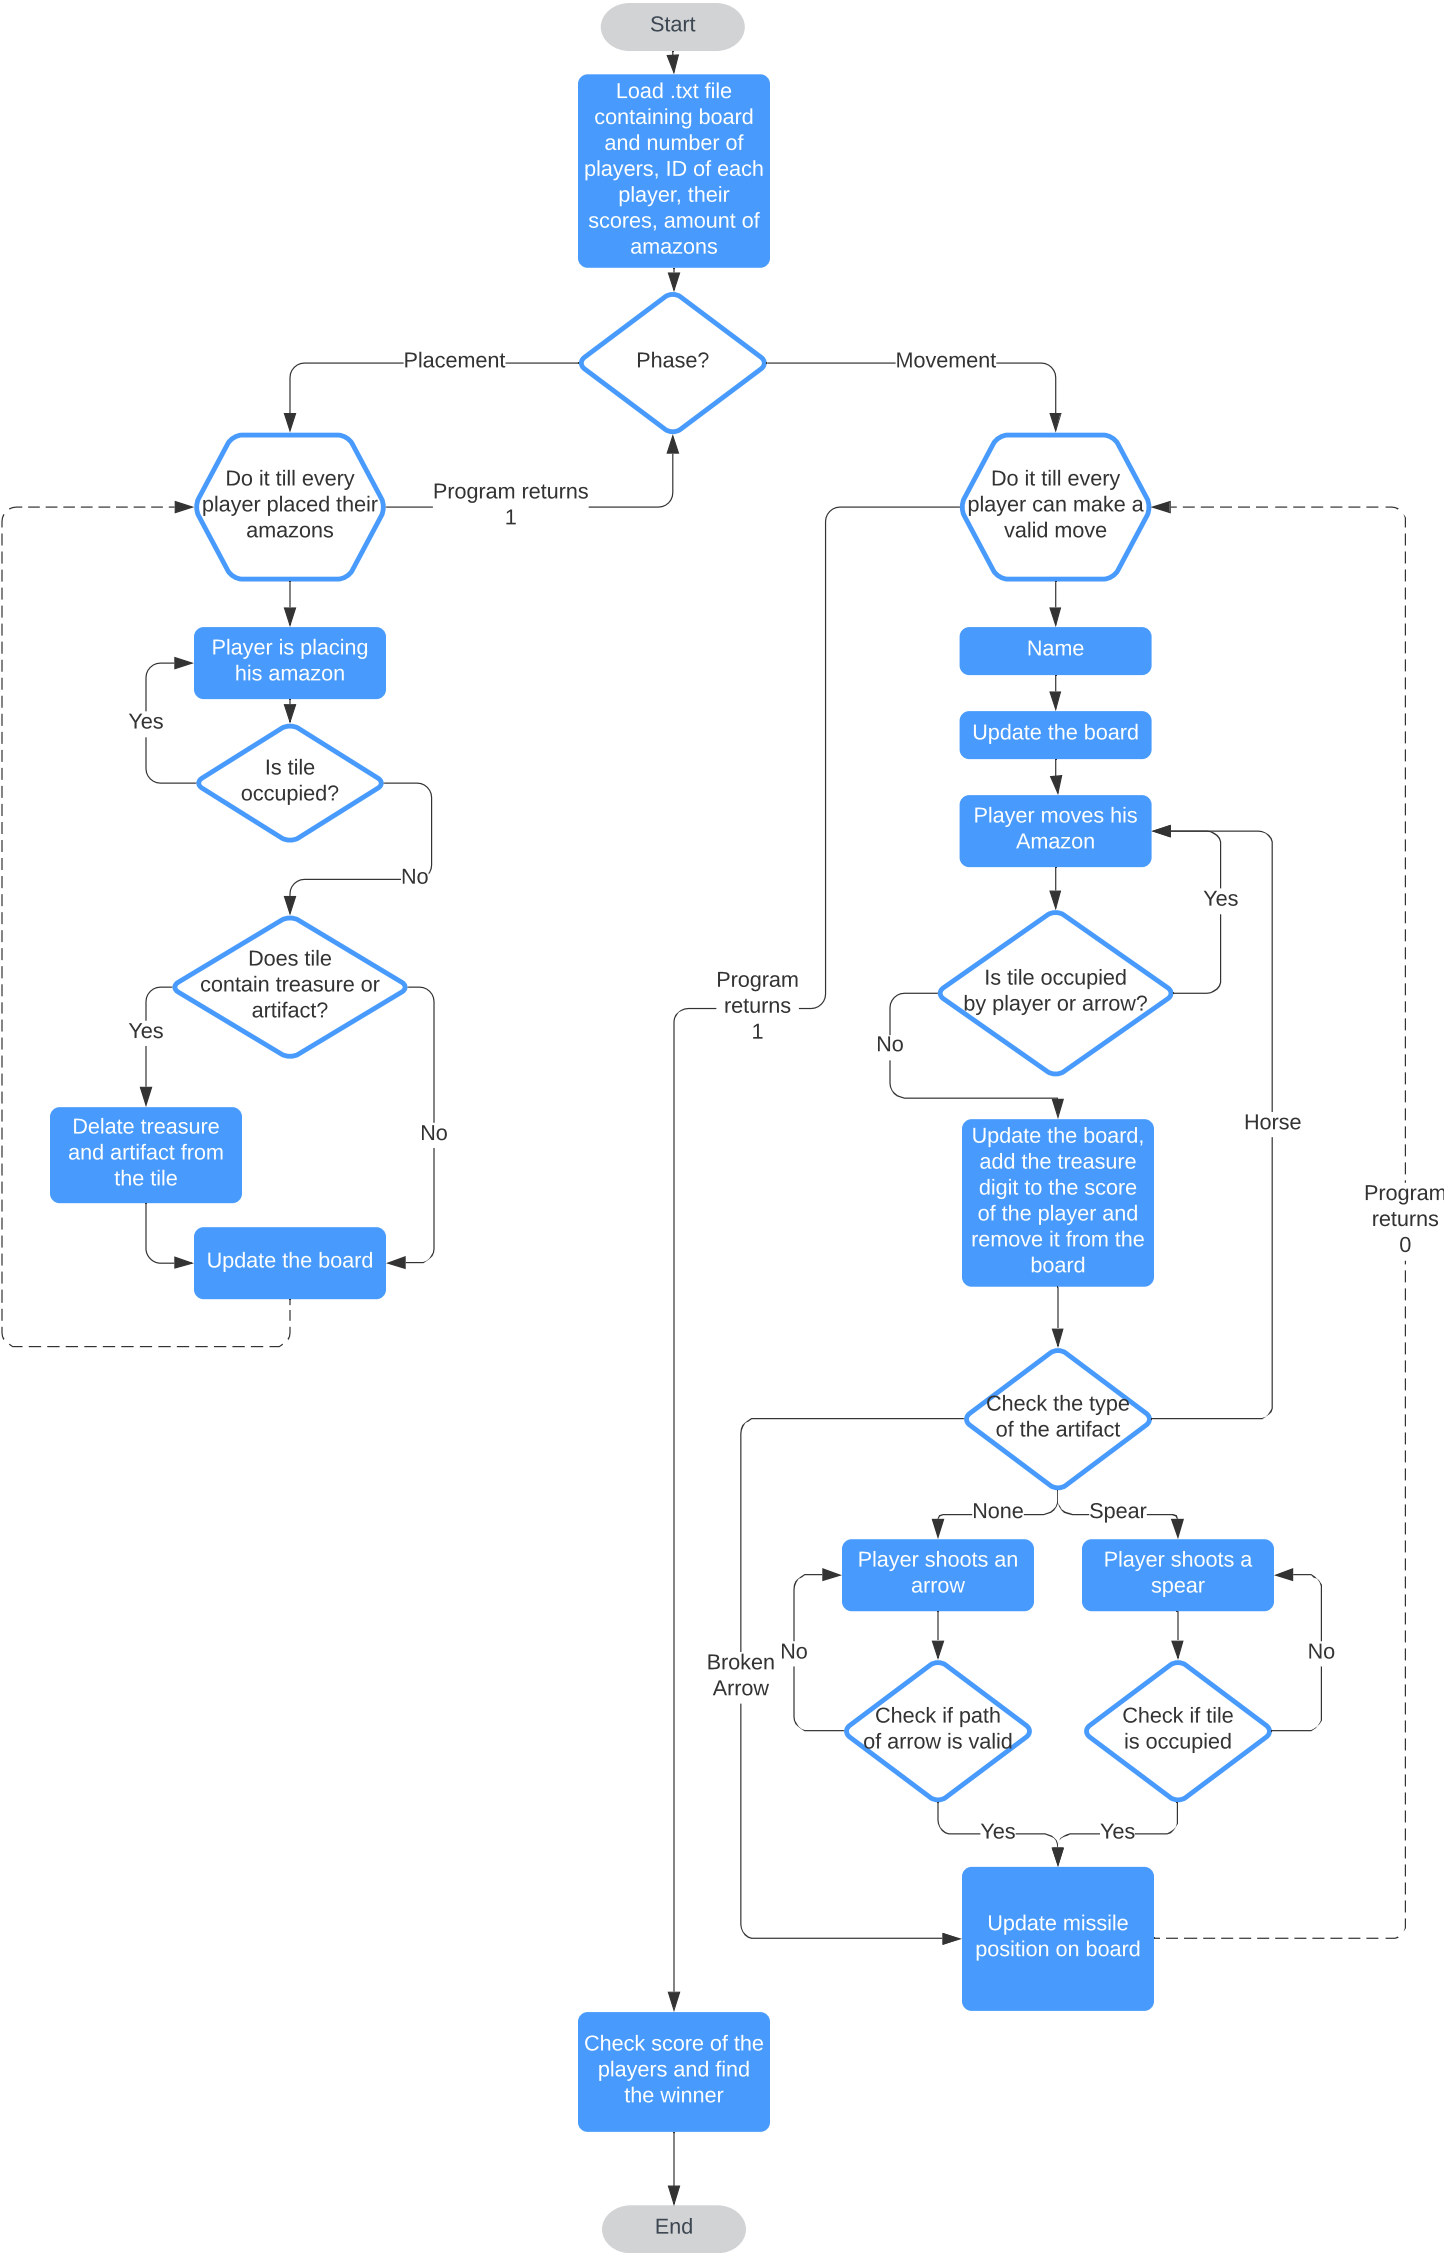 Start
Load .txt file
containing board
and number of
players, ID of each
player, their
scores, amount of
amazons
Phase?
Placement
Movement
Do it till every
player placed their
amazons
Program returns
1
Do it till every
player can make a
valid move
Player is placing
his amazon
Yes
Is tile
occupied?
No
Does tile
contain treasure or
artifact?
Yes
No
Delate treasure
and artifact from
the tile
Update the board
Name
Update the board
Player moves his
Amazon
Yes
Is tile occupied
by player or arrow?
No
Program
returns
1
Horse
Update the board,
add the treasure
digit to the score
of the player and
remove it from the
board
Program
returns
0
Check the type
of the artifact
None
Spear
Player shoots an
arrow
Player shoots a
spear
No
No
Broken
Arrow
Check if path
of arrow is valid
Check if tile
is occupied
Yes
Yes
Update missile
position on board
Check score of the
players and find
the winner
End